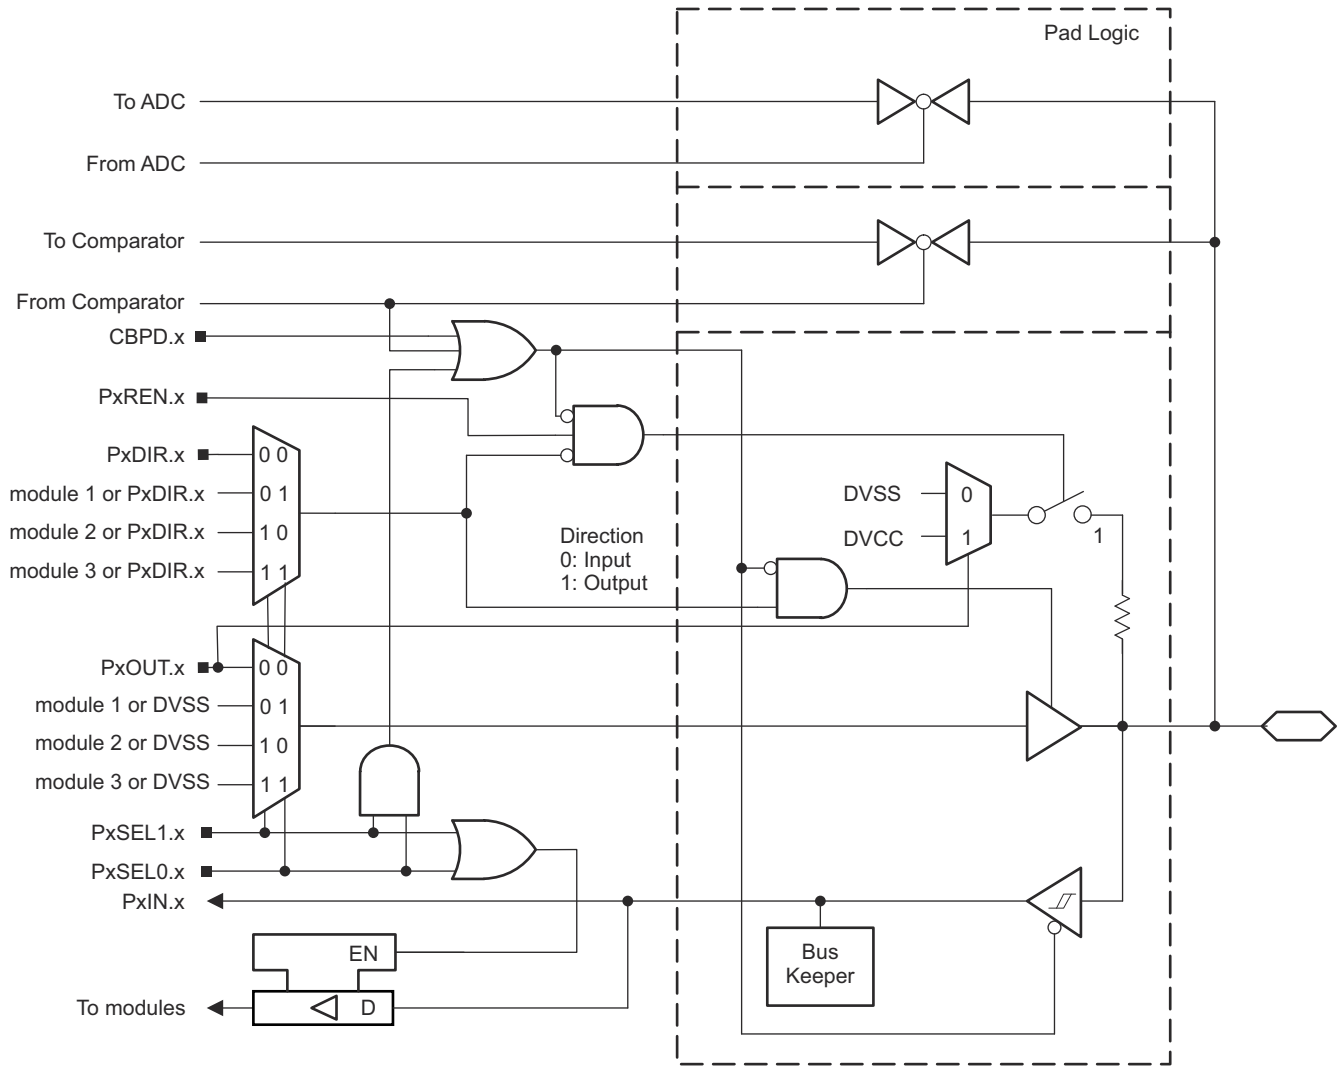 Pad Logic
To ADC
From ADC
To Comparator
From Comparator
CBPD.x
PxREN.x
PxDIR.x
0 0
module 1 or PxDIR.x
0 1
module 2 or PxDIR.x
1 0
module 3 or PxDIR.x
1 1
Direction
0: Input
1: Output
DVSS
0
DVCC
1
1
PxOUT.x
0 0
module 1 or DVSS
0 1
module 2 or DVSS
1 0
module 3 or DVSS
1 1
PxSEL1.x
PxSEL0.x
PxIN.x
Bus
Keeper
EN
To modules
D